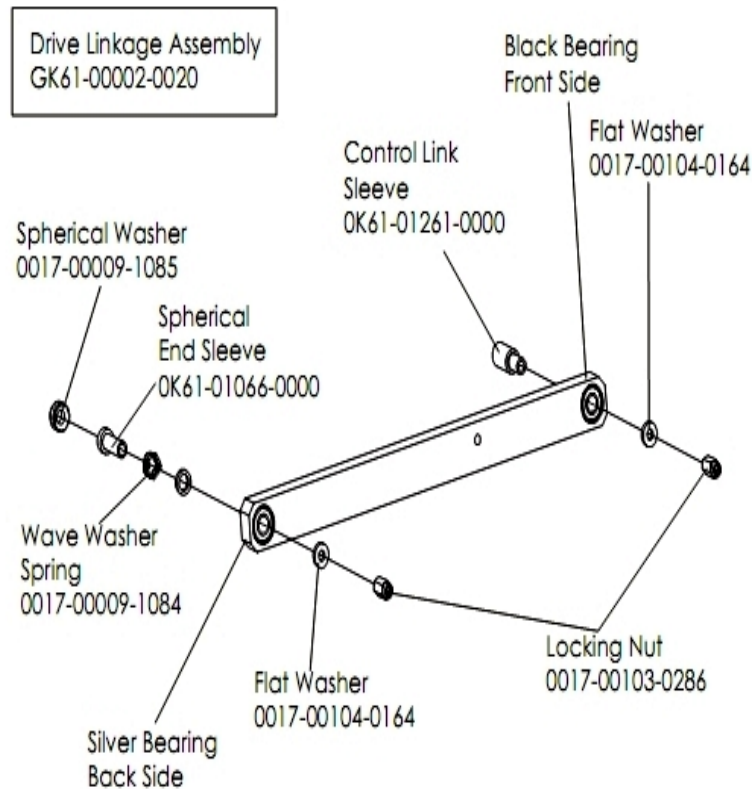 Drive Linkage Assembly
GK61-00002-0020
Black Bearing
Front Side
Flat Washer
0017-00104-0164
Control Link
Sleeve
0K61-01261-0000
Spherical Washer
0017-00009-1085
Spherical
End Sleeve
0K61-01066-0000
Wave Washer
Spring
0017-00009-1084
Flat Washer
0017-00104-0164
Locking Nut
0017-00103-0286
Silver Bearing
Back Side